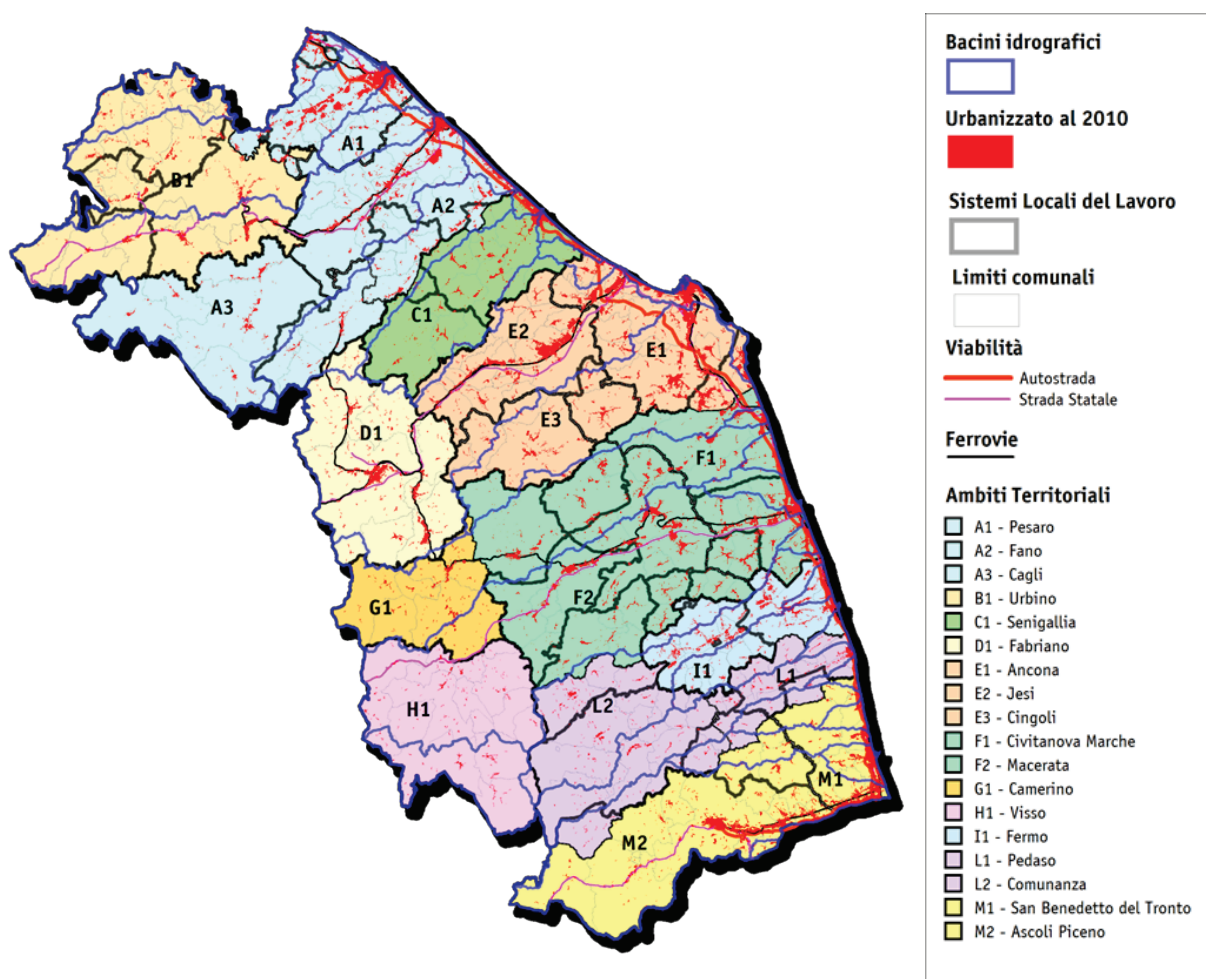 A1
B1
A2
A3
C1
E2
E1
D1
E3
F1
G1
F2
I1
L1
H1
L2
M1
M2
Bacini idrografici
Urbanizzato al 2010
Sistemi Locali del Lavoro
Limiti comunali
Viabilità
Autostrada
Strada Statale
Ferrovie
Ambiti Territoriali
A1 - Pesaro
A2 - Fano
A3 - Cagli
B1 - Urbino
C1 - Senigallia
D1 - Fabriano
E1 - Ancona
E2 - Jesi
E3 - Cingoli
F1 - Civitanova Marche
F2 - Macerata
G1 - Camerino
H1 - Visso
I1 - Fermo
L1 - Pedaso
L2 - Comunanza
M1 - San Benedetto del Tronto
M2 - Ascoli Piceno